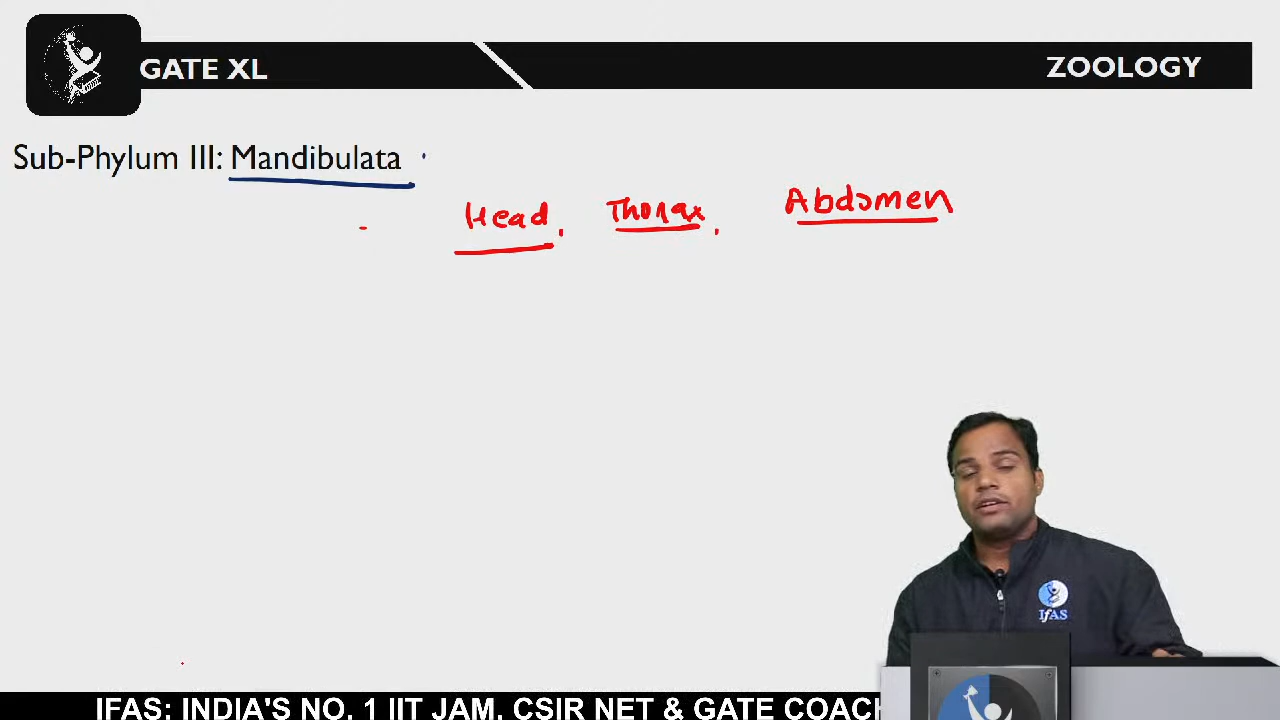 GATE XL
ZOOLOGY
Sub-Phylum III: Mandibulata
Head, Thorax, Abdomen
IfAS
IFAS: INDIA'S NO. 1 IIT JAM, CSIR NET & GATE COACH